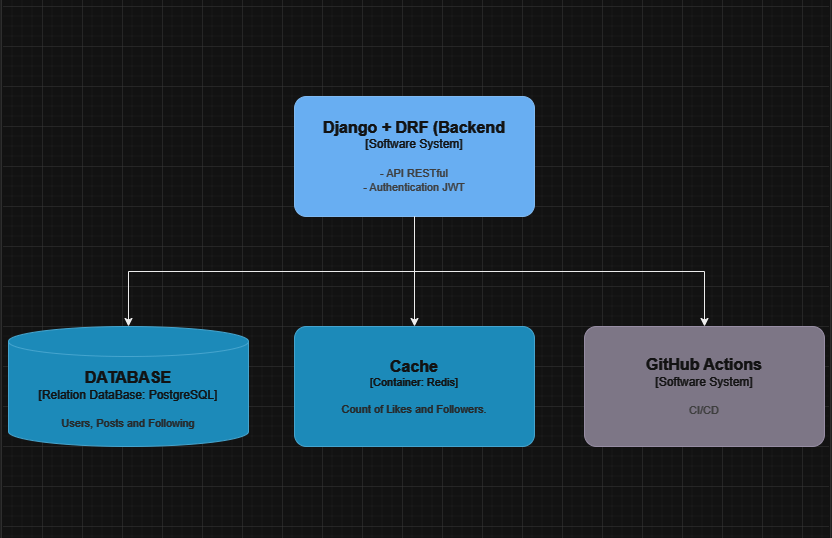 Django + DRF (Backend
[Software System]
- API RESTful
- Authentication JWT
DATABASE
[Relation DataBase: PostgreSQL]
Users, Posts and Following
Cache
[Container: Redis]
Count of Likes and Followers.
GitHub Actions
[Software System]
CI/CD